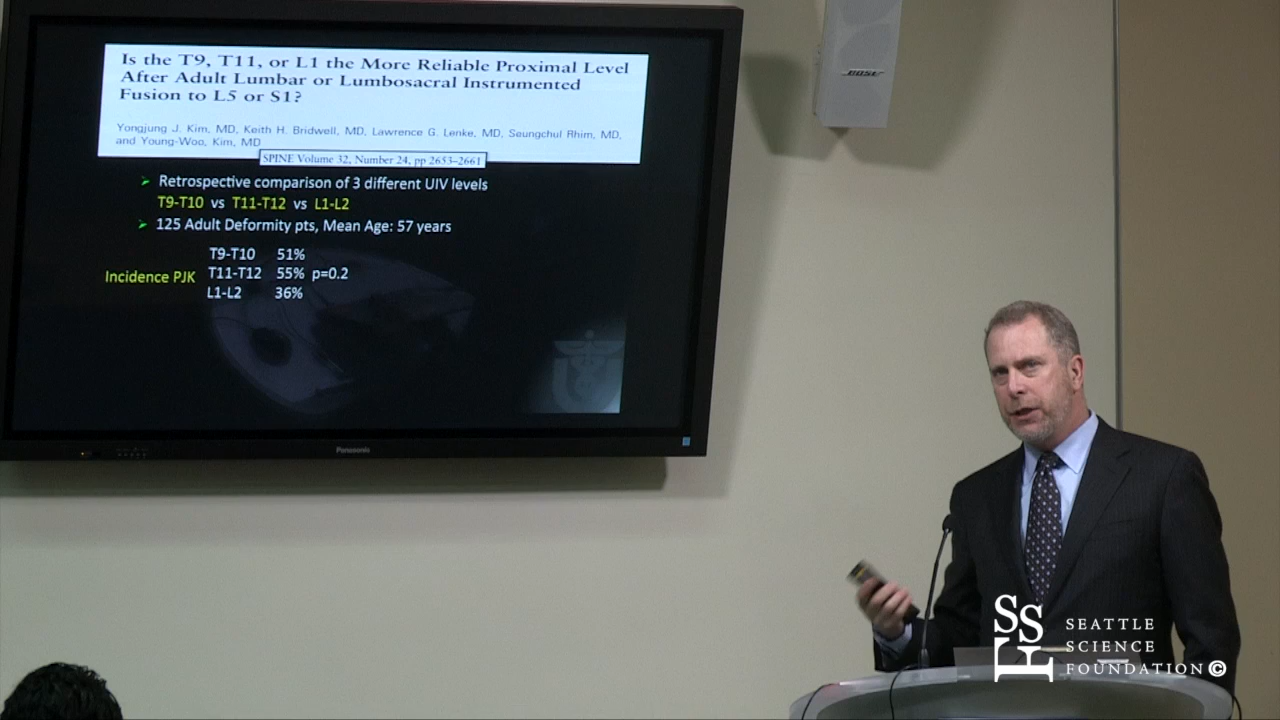 Is the T9, T11, or L1 the More Reliable Proximal Level
After Adult Lumbar or Lumbosacral Instrumented
Fusion to L5 or S1?
Yongjung J. Kim, MD, Keith H. Bridwell, MD, Lawrence G. Lenke, MD, Seungchul Rhim, MD,
and Young-Woo, Kim, MD
SPINE Volume 32, Number 24, pp 2653–2661
Retrospective comparison of 3 different UIV levels
T9-T10 vs T11-T12 vs L1-L2
125 Adult Deformity pts, Mean Age: 57 years
Incidence PJK
T9-T10 51%
T11-T12 55% p=0.2
L1-L2 36%
Panasonic
BOSE
SSF
SEATTLE
SCIENCE
FOUNDATION©